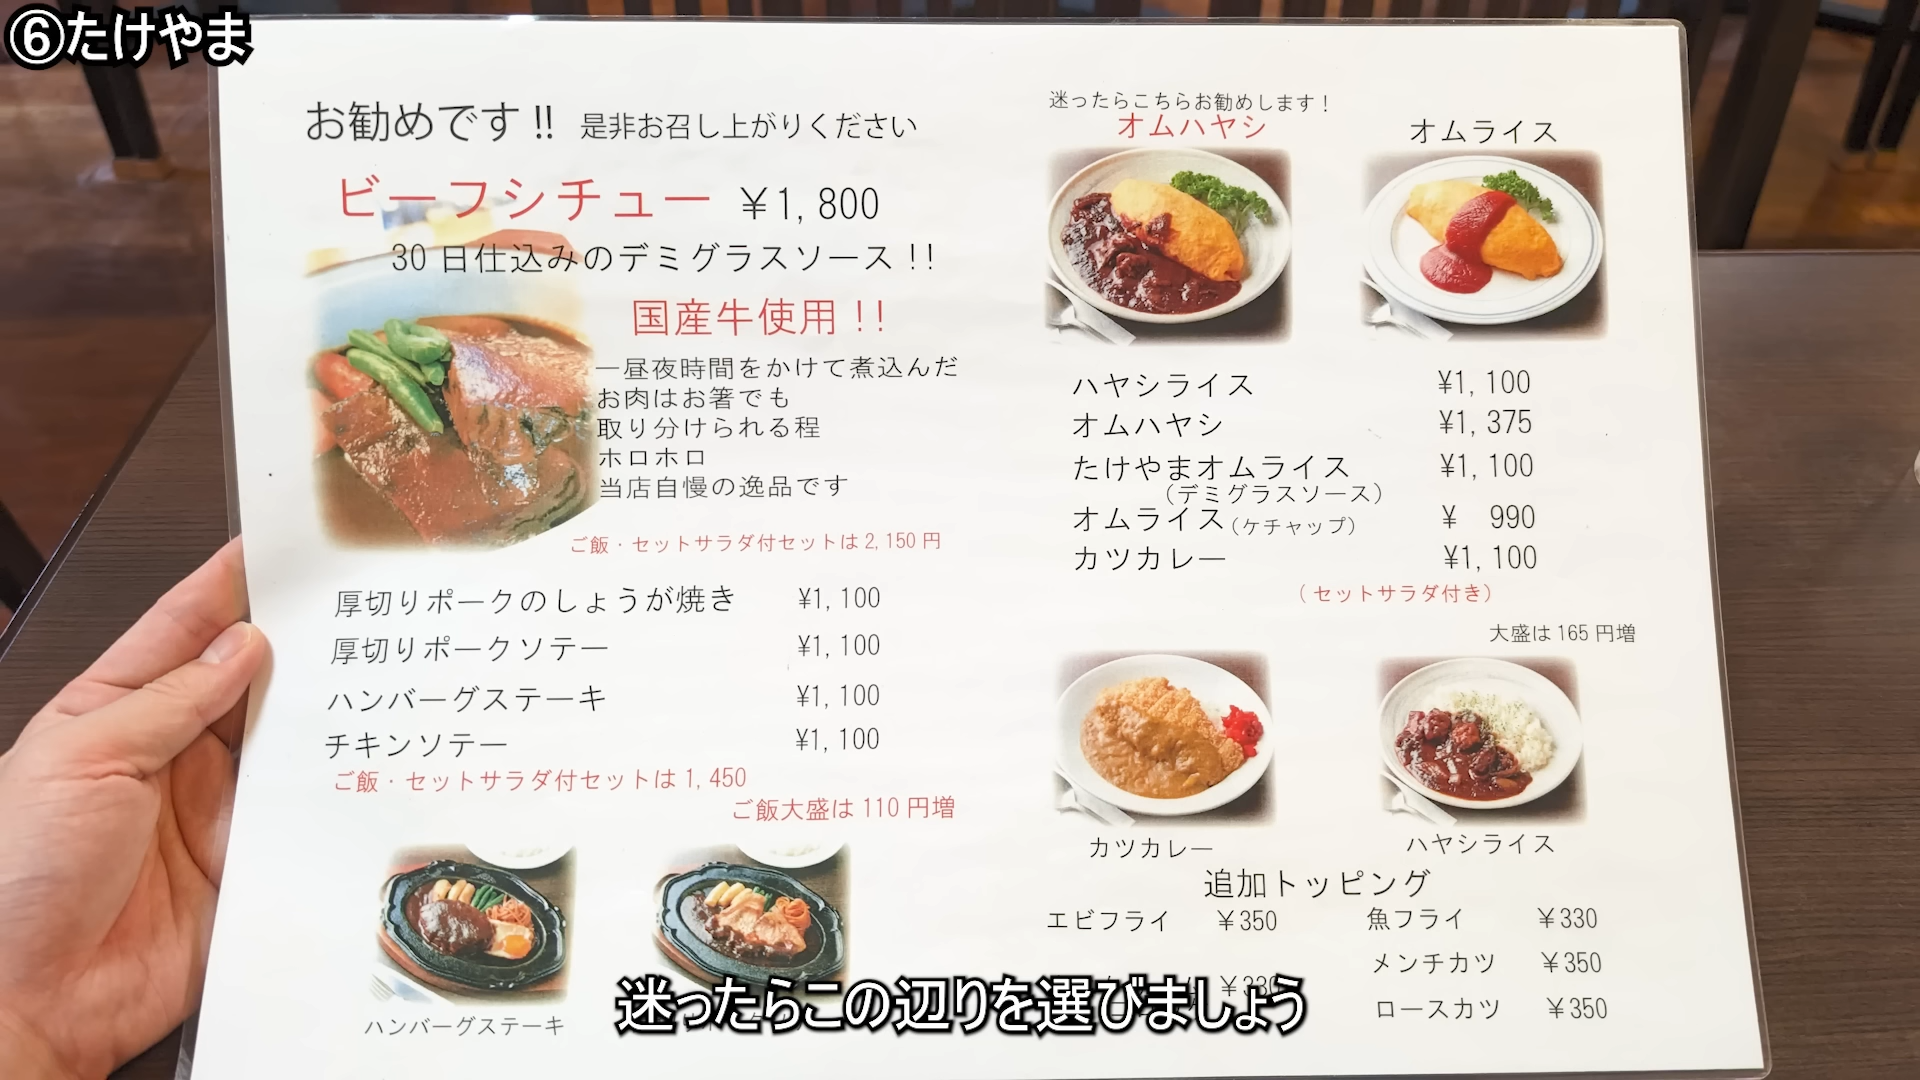 ⑥たけやま
お勧めです!! 是非お召し上がりください
ビーフシチュー ¥1,800
30日仕込みのデミグラスソース!!
国産牛使用!!
一昼夜時間をかけて煮込んだ
お肉はお箸でも
取り分けられる程
ホロホロ
当店自慢の逸品です
ご飯・セットサラダ付セットは2,150円
厚切りポークのしょうが焼き ¥1,100
厚切りポークソテー ¥1,100
ハンバーグステーキ ¥1,100
チキンソテー ¥1,100
ご飯・セットサラダ付セットは1,450
ご飯大盛は110円増
ハンバーグステーキ
迷ったらこちらお勧めします!
オムハヤシ オムライス
ハヤシライス ¥1,100
オムハヤシ ¥1,375
たけやまオムライス ¥1,100
(デミグラスソース)
オムライス(ケチャップ) ¥ 990
カツカレー ¥1,100
(セットサラダ付き)
大盛は165円増
カツカレー ハヤシライス
追加トッピング
エビフライ ¥350 魚フライ ¥330
メンチカツ ¥350
¥330
ロースカツ ¥350
迷ったらこの辺りを選びましょう